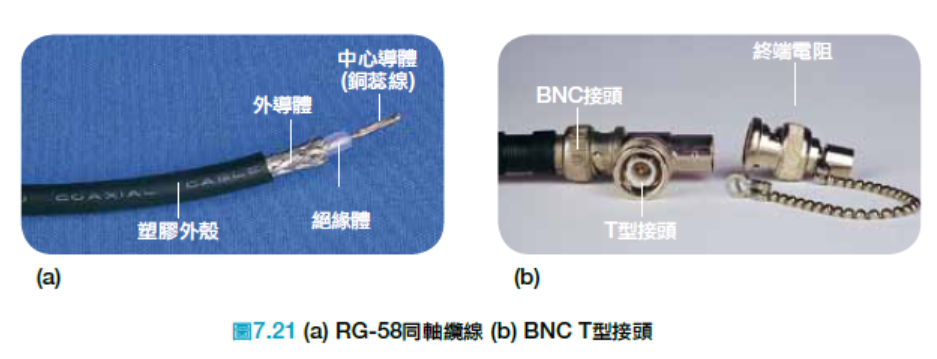 中心導體
(銅蕊線)
外導體
COAXIAL CABLE
塑膠外殼
絕緣體
(a)
終端電阻
BNC接頭
T型接頭
(b)
圖7.21 (a) RG-58同軸纜線 (b) BNC T型接頭